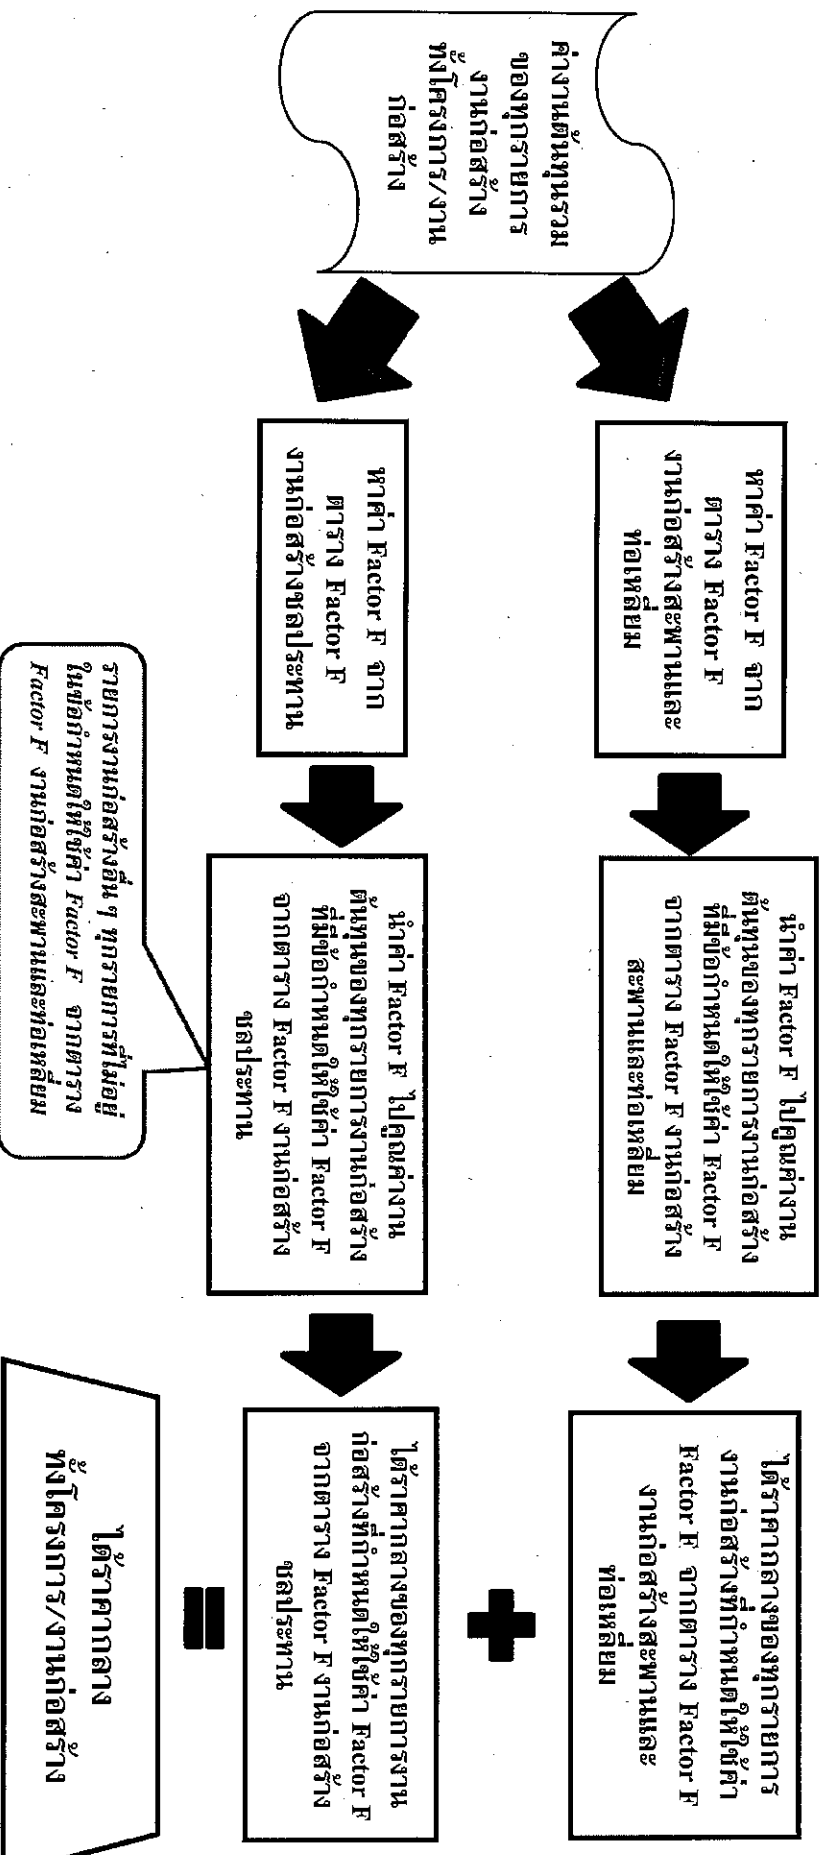 ค่างานต้นทุนรวม
ของทุกรายการ
งานก่อสร้าง
ทั้งโครงการ/งาน
ก่อสร้าง
หาค่า Factor F จาก
ตาราง Factor F
งานก่อสร้างสะพานและ
ท่อเหลี่ยม
นำค่า Factor F ไปคูณค่างาน
ต้นทุนของทุกรายการงานก่อสร้าง
ที่มีข้อกำหนดให้ใช้ค่า Factor F
จากตาราง Factor F งานก่อสร้าง
สะพานและท่อเหลี่ยม
ได้ราคากลางของทุกรายการ
งานก่อสร้างที่กำหนดให้ใช้ค่า
Factor F จากตาราง Factor F
งานก่อสร้างสะพานและ
ท่อเหลี่ยม
หาค่า Factor F จาก
ตาราง Factor F
งานก่อสร้างชลประทาน
นำค่า Factor F ไปคูณค่างาน
ต้นทุนของทุกรายการงานก่อสร้าง
ที่มีข้อกำหนดให้ใช้ค่า Factor F
จากตาราง Factor F งานก่อสร้าง
ชลประทาน
ได้ราคากลางของทุกรายการงาน
ก่อสร้างที่กำหนดให้ใช้ค่า Factor F
จากตาราง Factor F งานก่อสร้าง
ชลประทาน
รายการงานก่อสร้างอื่นๆ ทุกรายการที่ไม่อยู่
ในข้อกำหนดให้ใช้ค่า Factor F จากตาราง
Factor F งานก่อสร้างสะพานและท่อเหลี่ยม
ได้ราคากลาง
ทั้งโครงการ/งานก่อสร้าง